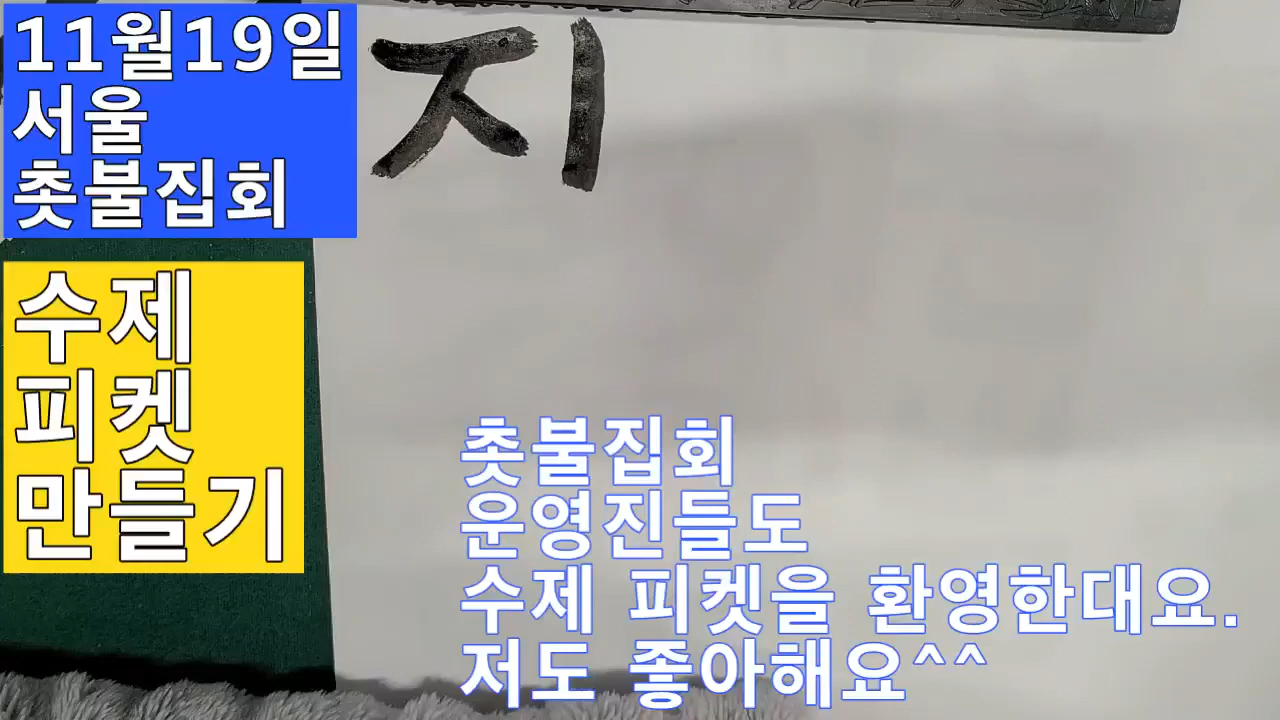 11월19일
서울
촛불집회
지
수제
피켓
만들기
촛불집회
운영진들도
수제 피켓을 환영한대요.
저도 좋아해요^^